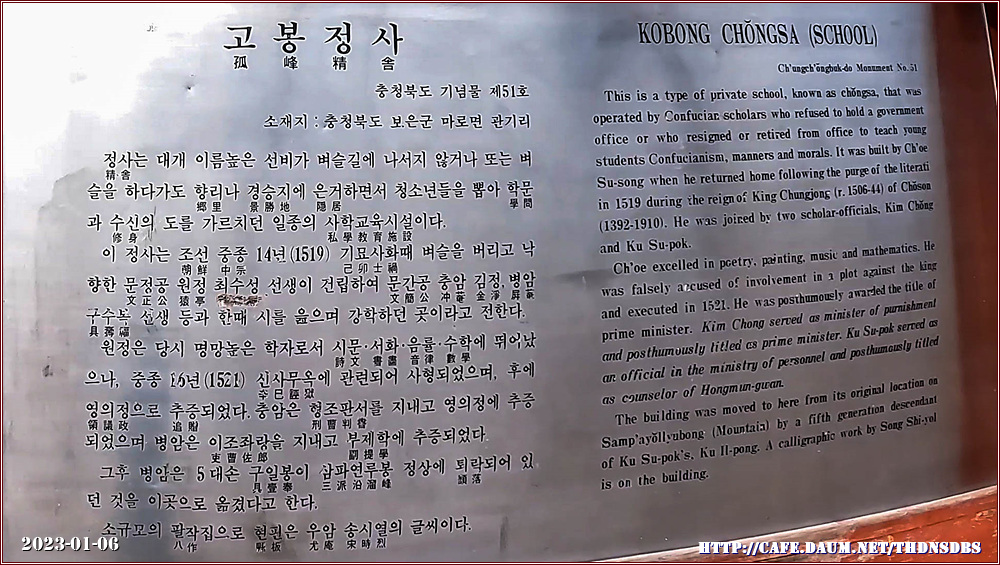 고봉정사
孤峰精舍
충청북도 기념물 제51호
소재지 : 충청북도 보은군 마로면 관기리
정사는 대개 이름높은 선비가 벼슬길에 나서지 않거나 또는 벼
精舍
슬을 하다가도 향리나 경승지에 은거하면서 청소년들을 뽑아 학문
鄕里 景勝地 隱居 學問
과 수신의 도를 가르치던 일종의 사학교육시설이다.
修身 私學敎育施設
이 정사는 조선 중종 14년(1519) 기묘사화때 벼슬을 버리고 낙
朝鮮 中宗 己卯士禍
향한 문정공 원정 최수성 선생이 건립하여 문간공 충암 김정, 병암
文正公 猿亭 文簡公 冲菴 金淨 屛菴
구수복 선생 등과 한때 시를 읊으며 강학하던 곳이라고 전한다.
具壽福
원정은 당시 명망높은 학자로서 시문·서화·음률·수학에 뛰어났
詩文 書畵 音律 數學
으나, 중종 16년(1521) 신사무옥에 관련되어 사형되었으며, 후에
辛巳誣獄
영의정으로 추증되었다. 충암은 형조판서를 지내고 영의정에 추증
領議政 追贈 刑曹判書
되었으며 병암은 이조좌랑을 지내고 부제학에 추증되었다.
吏曹佐郎 副提學
그후 병암은 5대손 구일봉이 삼파연루봉 정상에 퇴락되어 있
三派沿溜峰 頹落
던 것을 이곳으로 옮겼다고 한다.
소규모의 팔작집으로 현판은 우암 송시열의 글씨이다.
八作 懸板 尤庵 宋時烈
KOBONG CHŎNGSA (SCHOOL)
Ch'ungch'ŏngbuk-do Monument No. 51
This is a type of private school, known as chŏngsa, that was
operated by Confucian scholars who refused to hold a government
office or who resigned or retired from office to teach young
students Confucianism, manners and morals. It was built by Ch'oe
Su-song when he returned home following the purge of the literati
in 1519 during the reign of King Chungjong (r. 1506-44) of Chŏson
(1392-1910). He was joined by two scholar-officials, Kim Chŏng
and Ku Su-pok.
Ch'oe excelled in poetry, painting, music and mathematics. He
was falsely accused of involvement in a plot against the king
and executed in 1521. He was posthumously awarded the title of
prime minister. Kim Chong served as minister of purnishment
and posthumously titled as prime minister. Ku Su-pok served as
an official in the ministry of personnel and posthumously titled
as counselor of Hongmun-gwan.
The building was moved to here from its original location on
Samp'ayŏllyubong (Mountain) by a fifth generation descendant
of Ku Su-pok's, Ku Il-pong. A calligraphic work by Song Shi-yol
is on the building.
2023-01-06
HTTP://CAFE.DAUM.NET/THDNSDBS